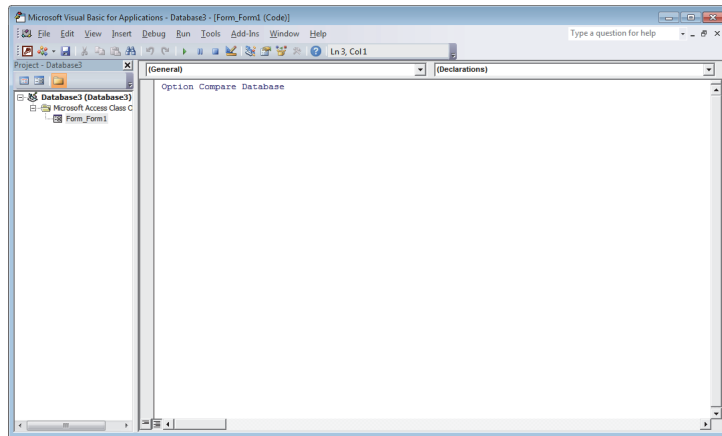 Microsoft Visual Basic for Applications - Database3 - [Form_Form1 (Code)]
File Edit View Insert Debug Run Tools Add-Ins Window Help Type a question for help
Ln 3, Col 1
Project - Database3
(General) (Declarations)
Option Compare Database
Database3 (Database3)
Microsoft Access Class O
Form_Form1